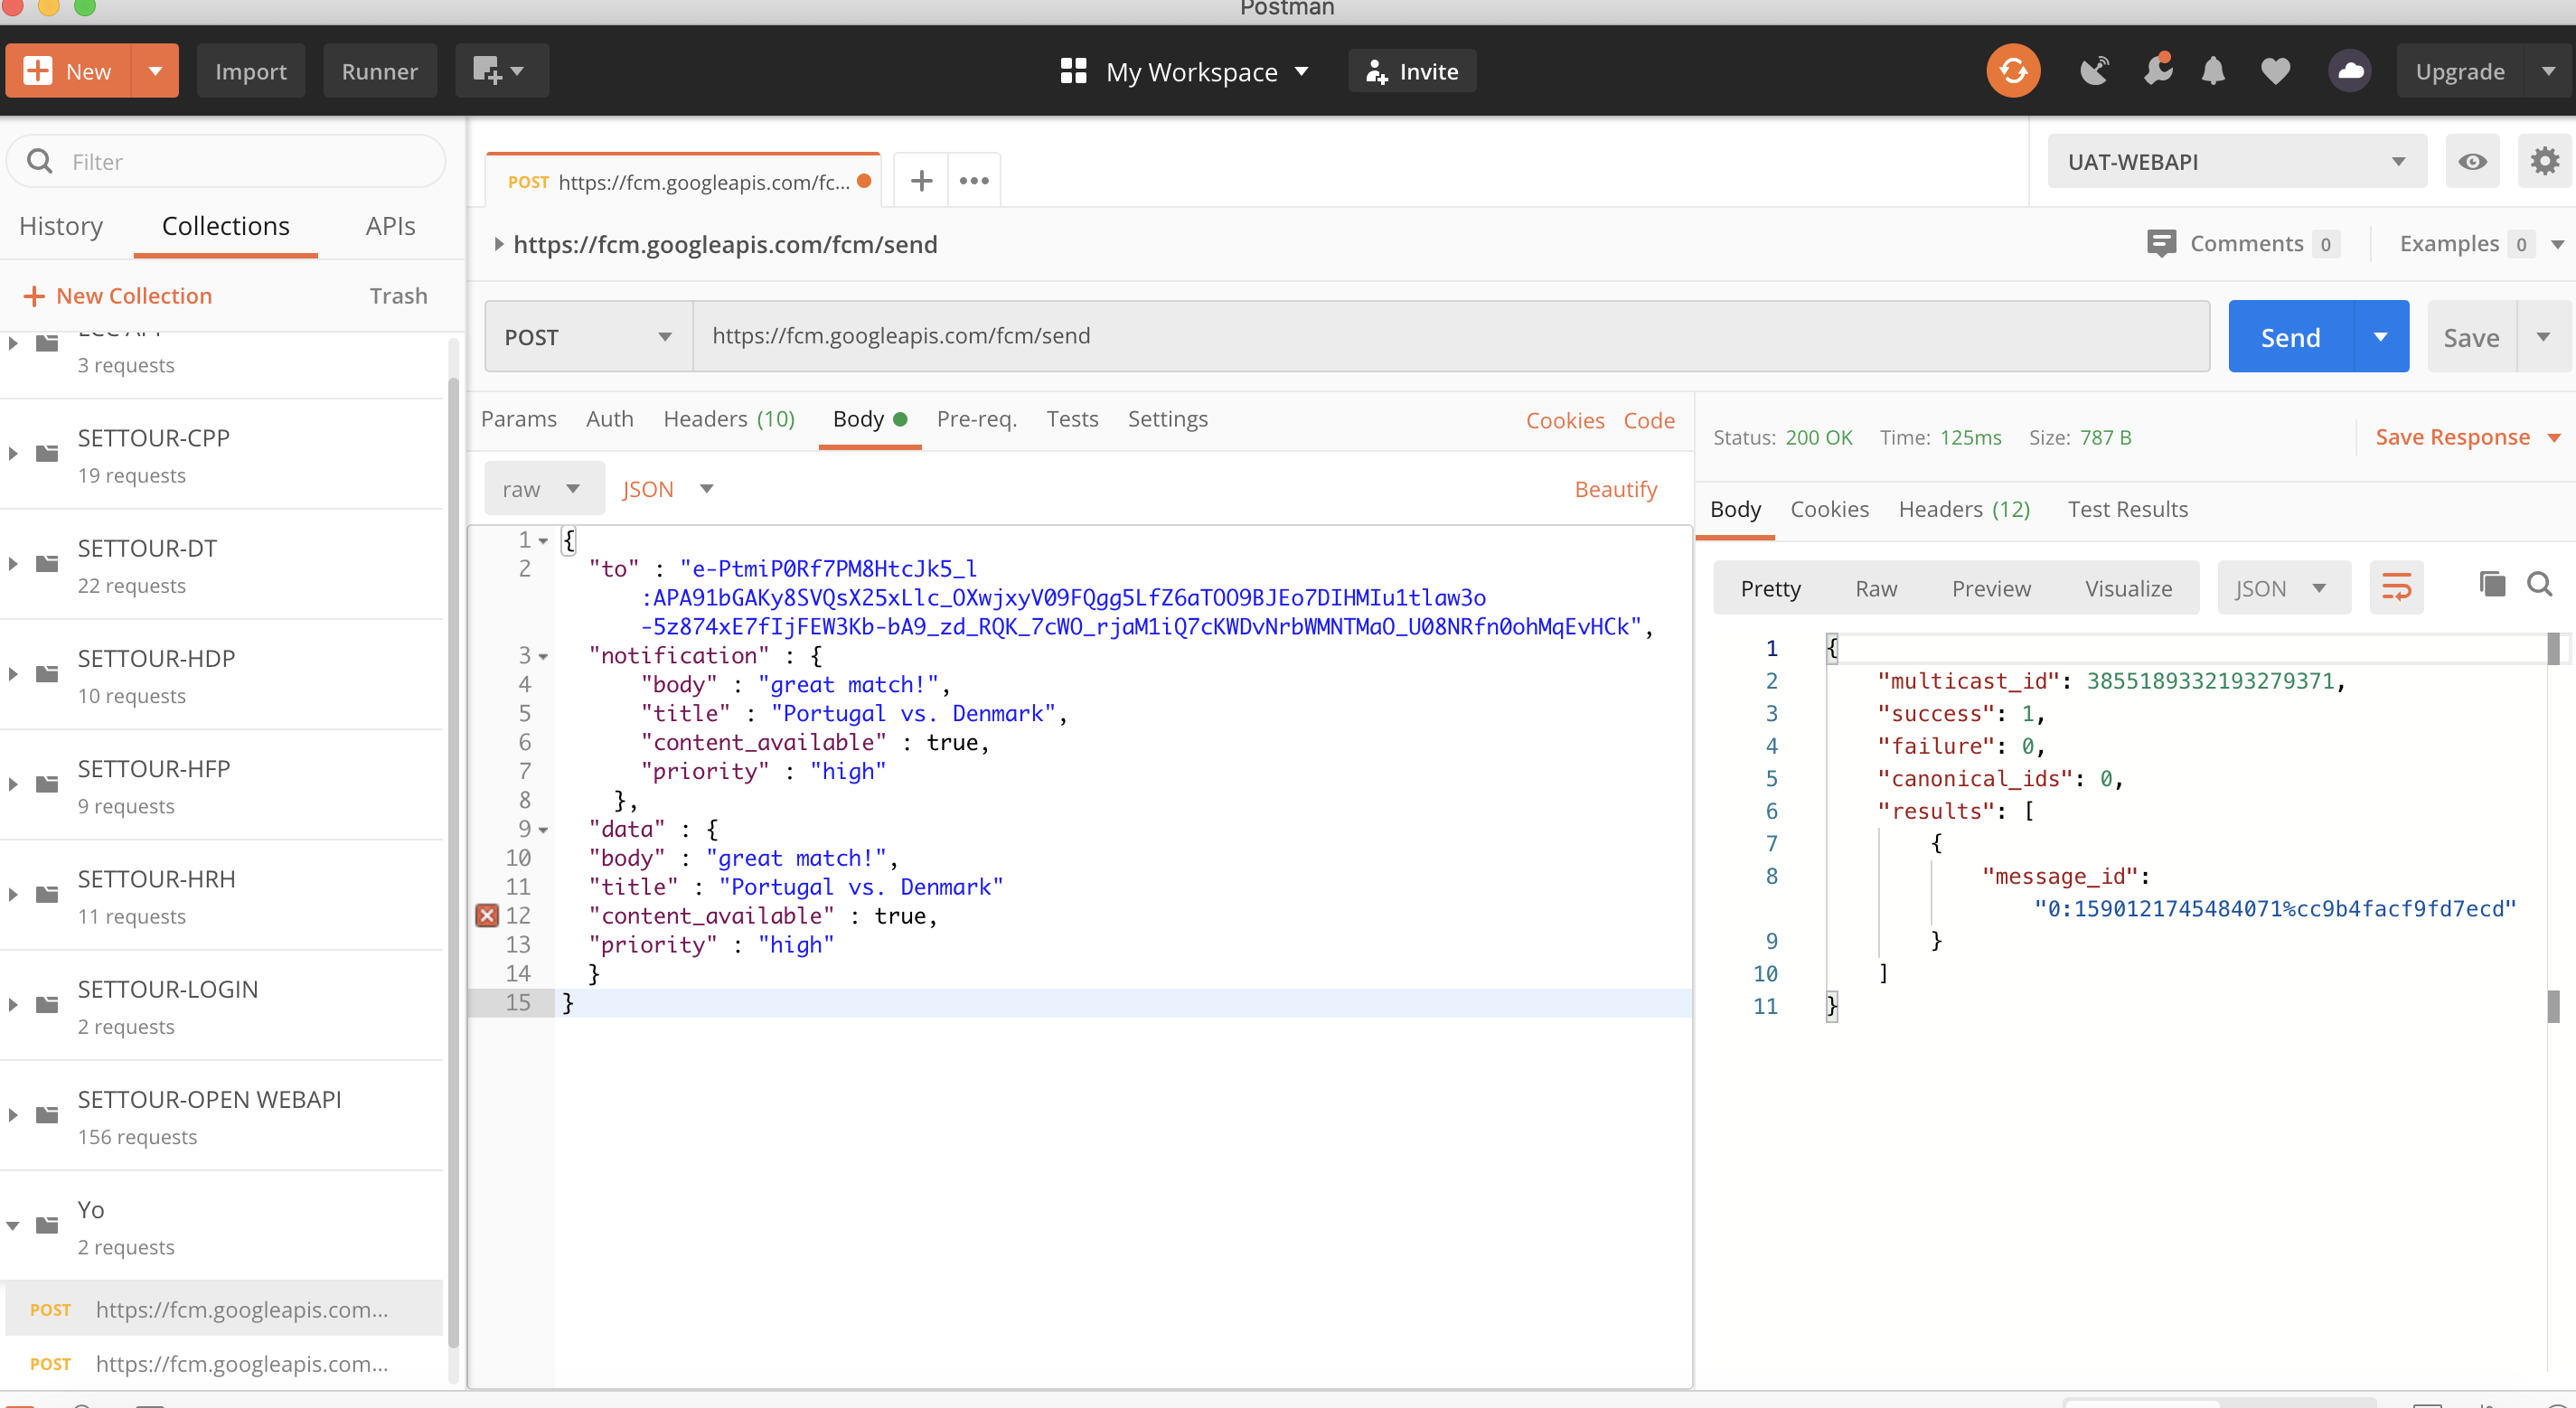 Postman
New
Import
Runner
My Workspace
Invite
Upgrade
Filter
History
Collections
APIs
New Collection
Trash
3 requests
SETTOUR-CPP
19 requests
SETTOUR-DT
22 requests
SETTOUR-HDP
10 requests
SETTOUR-HFP
9 requests
SETTOUR-HRH
11 requests
SETTOUR-LOGIN
2 requests
SETTOUR-OPEN WEBAPI
156 requests
Yo
2 requests
POST https://fcm.googleapis.com...
POST https://fcm.googleapis.com...
POST https://fcm.googleapis.com/fc...
UAT-WEBAPI
https://fcm.googleapis.com/fcm/send
Comments 0
Examples 0
POST
https://fcm.googleapis.com/fcm/send
Send
Save
Params Auth Headers (10) Body Pre-req. Tests Settings
Cookies Code
raw JSON
Beautify
1 {
2 "to" : "e-PtmiP0Rf7PM8HtcJk5_l
:APA91bGAKy8SVQsX25xLlc_OXwjxyV09FQgg5LfZ6aTOO9BJEo7DIHMIu1tlaw3o
-5z874xE7fIjFEW3Kb-bA9_zd_RQK_7cWO_rjaM1iQ7cKWDvNrbWMNTMaO_U08NRfn0ohMqEvHCk",
3 "notification" : {
4 "body" : "great match!",
5 "title" : "Portugal vs. Denmark",
6 "content_available" : true,
7 "priority" : "high"
8 },
9 "data" : {
10 "body" : "great match!",
11 "title" : "Portugal vs. Denmark"
12 "content_available" : true,
13 "priority" : "high"
14 }
15 }
Status: 200 OK Time: 125ms Size: 787 B
Save Response
Body Cookies Headers (12) Test Results
Pretty Raw Preview Visualize JSON
1 {
2 "multicast_id": 3855189332193279371,
3 "success": 1,
4 "failure": 0,
5 "canonical_ids": 0,
6 "results": [
7 {
8 "message_id":
"0:1590121745484071%cc9b4facf9fd7ecd"
9 }
10 ]
11 }